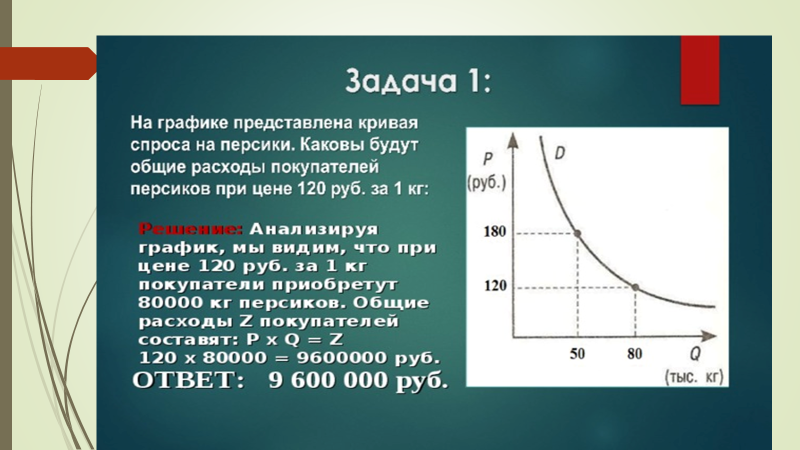 Задача 1:
На графике представлена кривая
спроса на персики. Каковы будут
общие расходы покупателей
персиков при цене 120 руб. за 1 кг:
Решение: Анализируя
график, мы видим, что при
цене 120 руб. за 1 кг
покупатели приобретут
80000 кг персиков. Общие
расходы Z покупателей
составят: P x Q = Z
120 x 80000 = 9600000 руб.
ОТВЕТ: 9 600 000 руб.
P
(руб.)
D
180
120
50 80 Q
(тыс. кг)